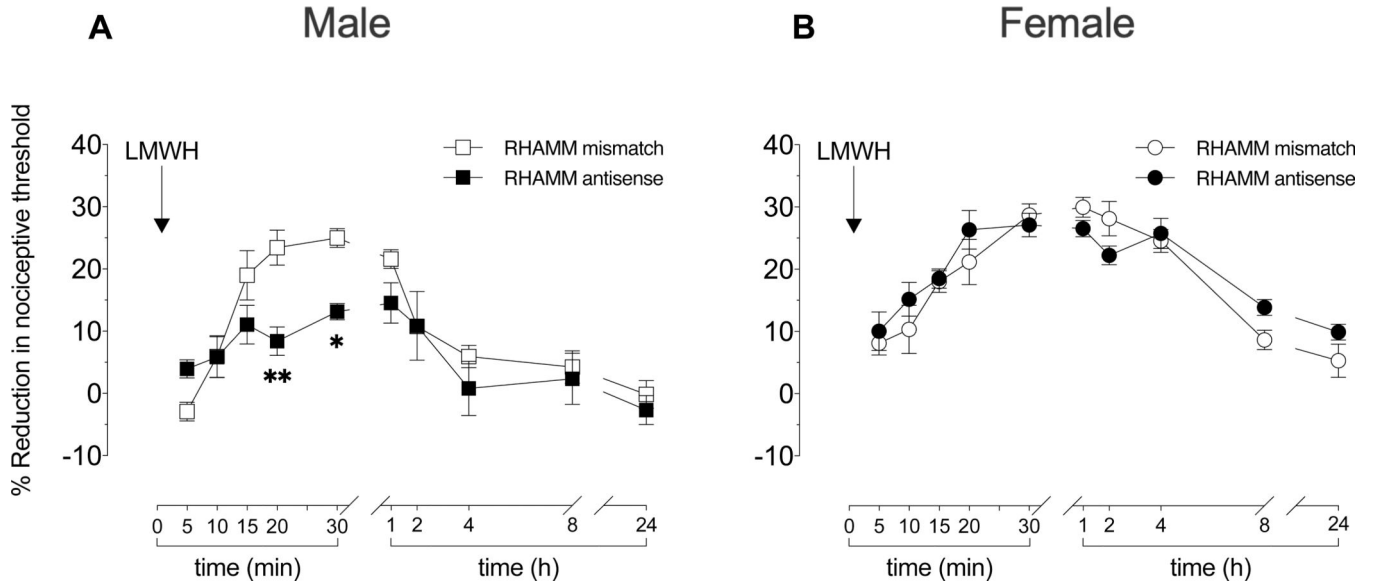 A Male
% Reduction in nociceptive threshold
40
30
20
10
0
-10
LMWH
RHAMM mismatch
RHAMM antisense
*
**
0 5 10 15 20 30 1 2 4 8 24
time (min) time (h)
B Female
40
30
20
10
0
-10
LMWH
RHAMM mismatch
RHAMM antisense
0 5 10 15 20 30 1 2 4 8 24
time (min) time (h)